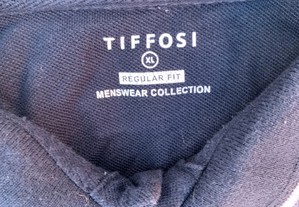 TIFFOSI
XL
REGULAR FIT
MENSWEAR COLLECTION